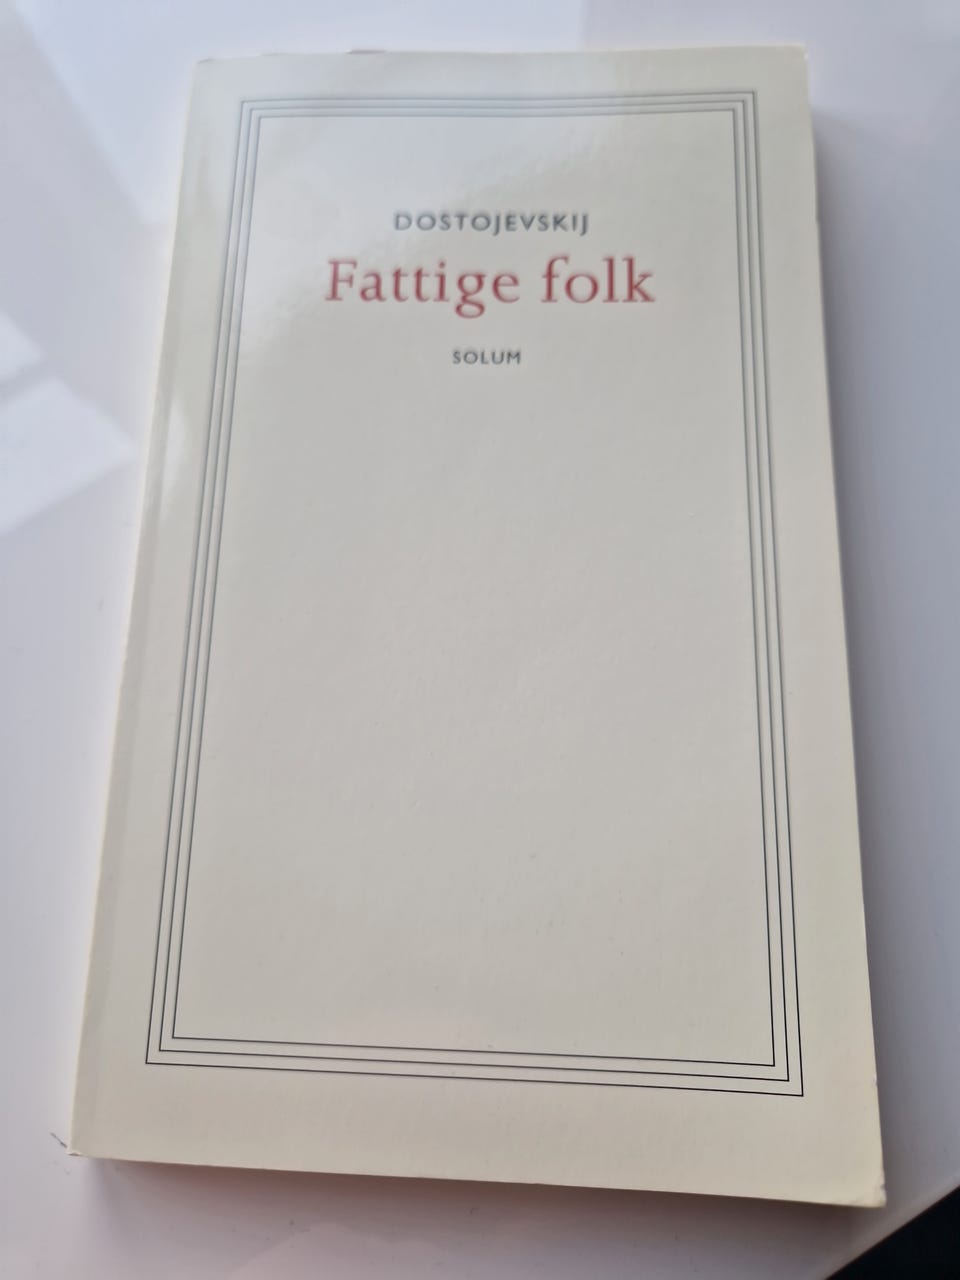 DOSTOJEVSKIJ
Fattige folk
SOLUM